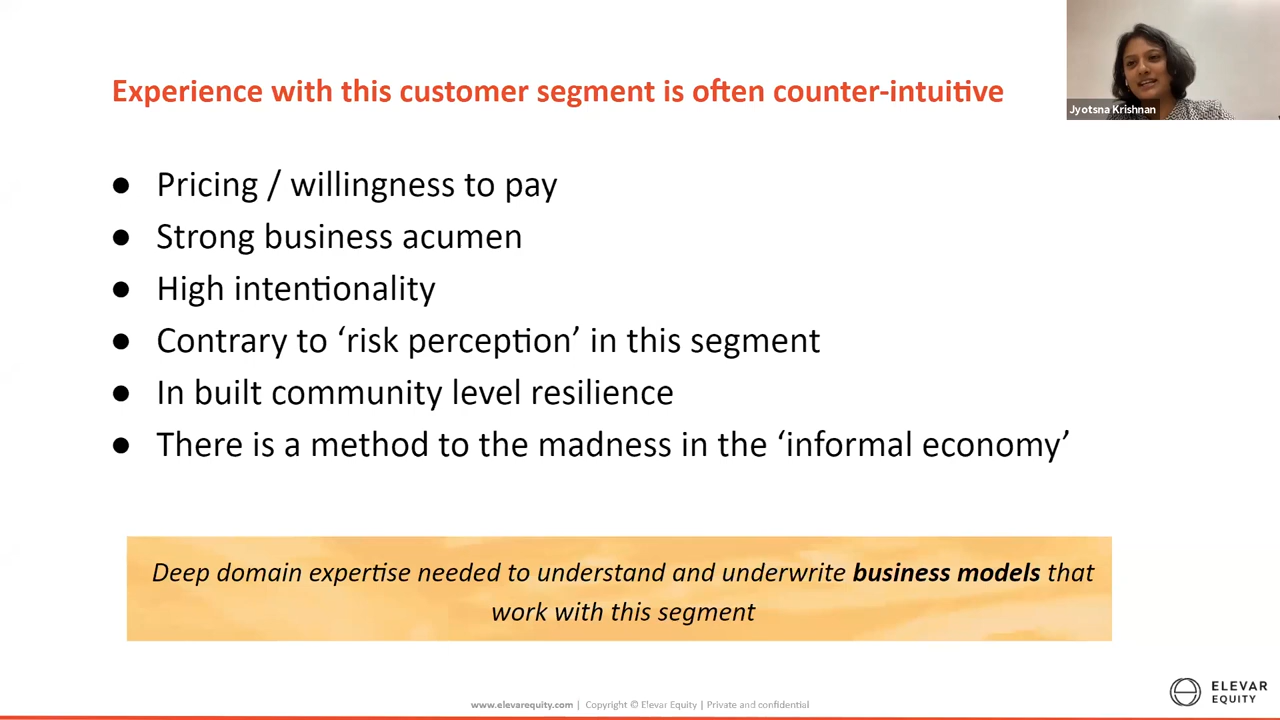 Experience with this customer segment is often counter-intuitive
Jyotsna Krishnan
● Pricing / willingness to pay
● Strong business acumen
● High intentionality
● Contrary to ‘risk perception’ in this segment
● In built community level resilience
● There is a method to the madness in the ‘informal economy’
Deep domain expertise needed to understand and underwrite business models that
work with this segment
www.elevarequity.com | Copyright © Elevar Equity | Private and confidential
ELEVAR
EQUITY